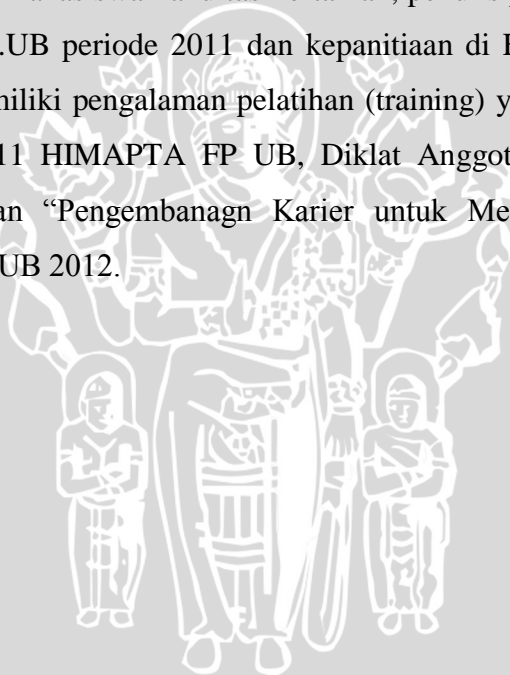 .UB periode 2011 dan kepanitiaan di
miliki pengalaman pelatihan (training)
11 HIMAPTA FP UB, Diklat Anggot
an “Pengembanagn Karier untuk Me
UB 2012.